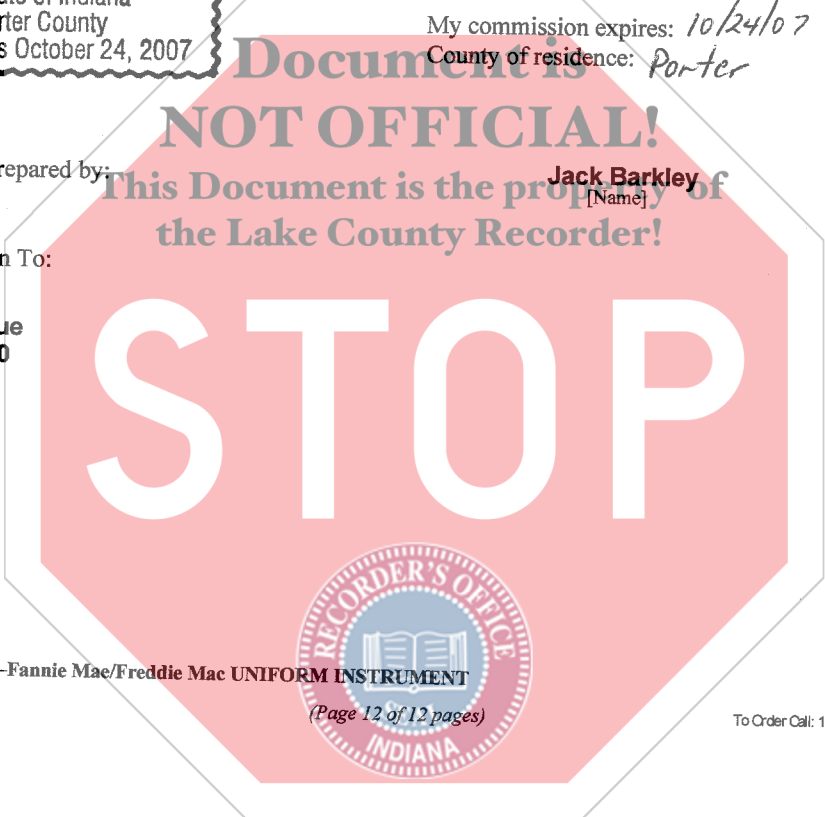 of Indiana
rter County
s October 24, 2007
My commission expires: 10/24/07
County of residence: Porter
Document is
NOT OFFICIAL!
This Document is the property of
the Lake County Recorder!
repared by:
Jack Barkley
[Name]
n To:
ue
0
STOP
RECORDER'S OFFICE
INDIANA
-Fannie Mae/Freddie Mac UNIFORM INSTRUMENT
(Page 12 of 12 pages)
To Order Call: 1